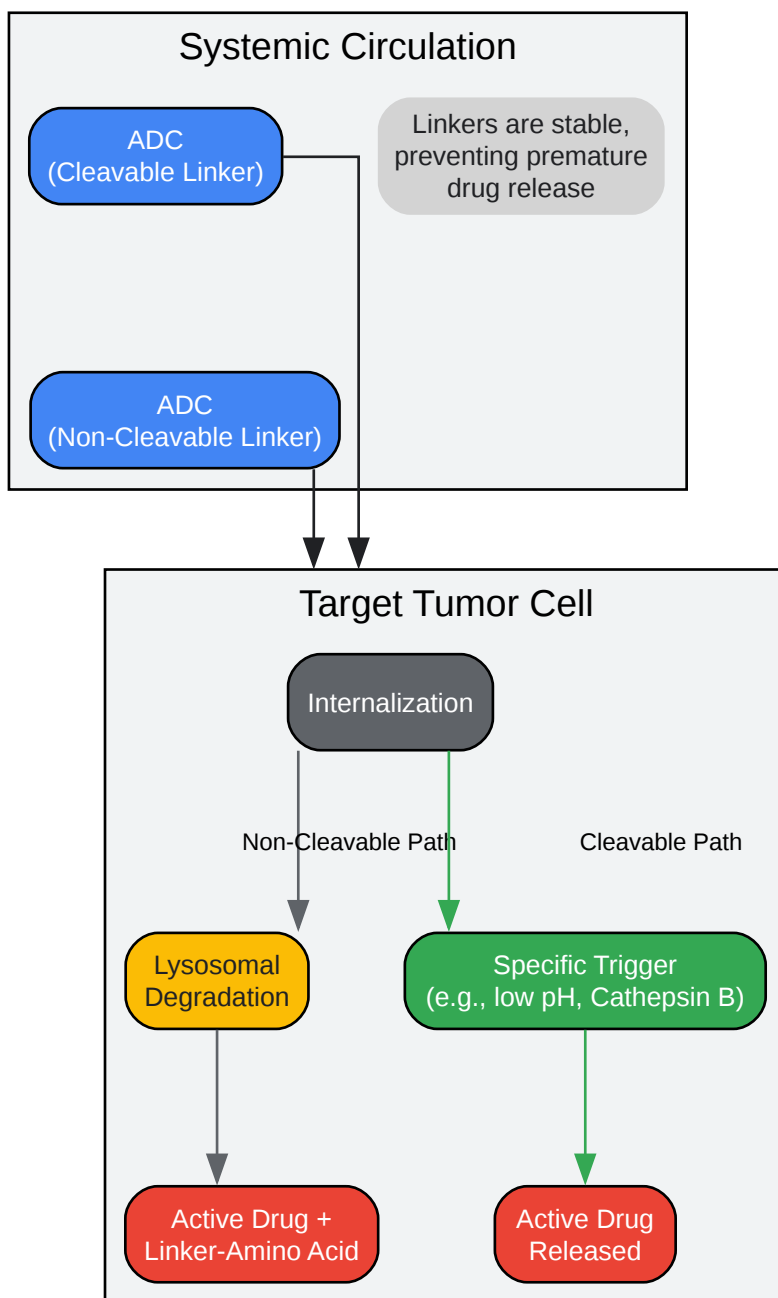 Systemic Circulation
ADC
(Cleavable Linker)
Linkers are stable,
preventing premature
drug release
ADC
(Non-Cleavable Linker)
Target Tumor Cell
Internalization
Non-Cleavable Path
Cleavable Path
Lysosomal
Degradation
Specific Trigger
(e.g., low pH, Cathepsin B)
Active Drug +
Linker-Amino Acid
Active Drug
Released